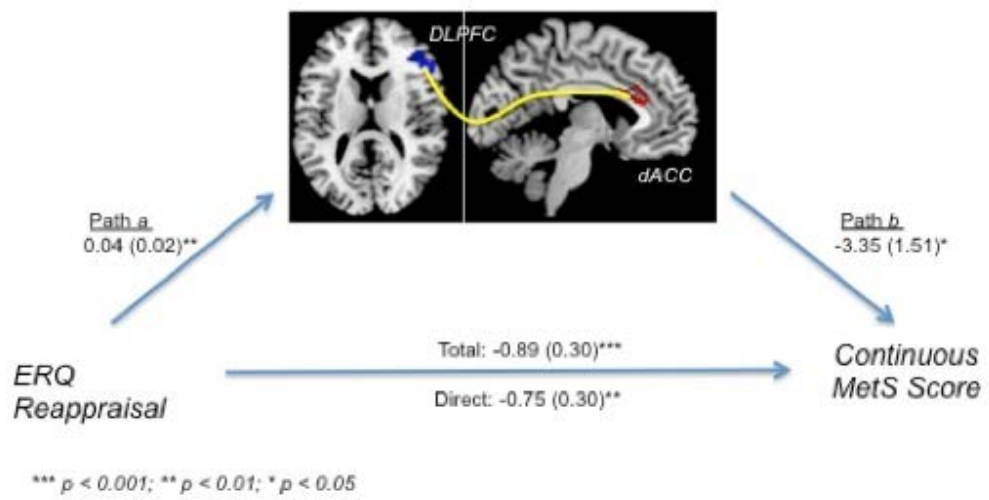 DLPFC
dACC
Path a
0.04 (0.02)**
Path b
-3.35 (1.51)*
Total: -0.89 (0.30)***
Direct: -0.75 (0.30)**
ERQ
Reappraisal
Continuous
MetS Score
*** p < 0.001; ** p < 0.01; * p < 0.05